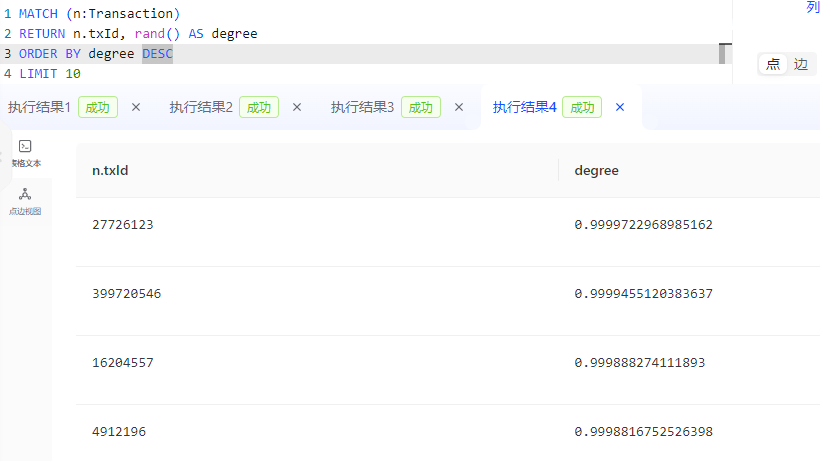 1 MATCH (n:Transaction)
2 RETURN n.txId, rand() AS degree
3 ORDER BY degree DESC
4 LIMIT 10
列
点 边
执行结果1 成功 × 执行结果2 成功 × 执行结果3 成功 × 执行结果4 成功 ×
表格文本
点边视图
n.txId degree
27726123 0.9999722968985162
399720546 0.9999455120383637
16204557 0.999888274111893
4912196 0.9998816752526398